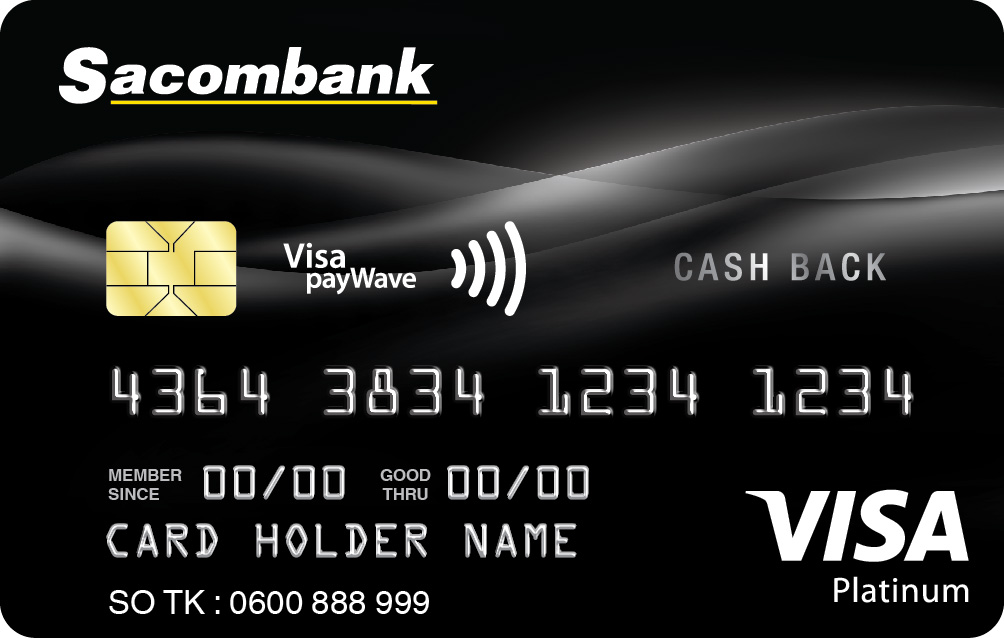 Sacombank
Visa
payWave
CASH BACK
4364 3834 1234 1234
MEMBER SINCE 00/00 GOOD THRU 00/00
CARD HOLDER NAME
VISA
Platinum
SO TK : 0600 888 999